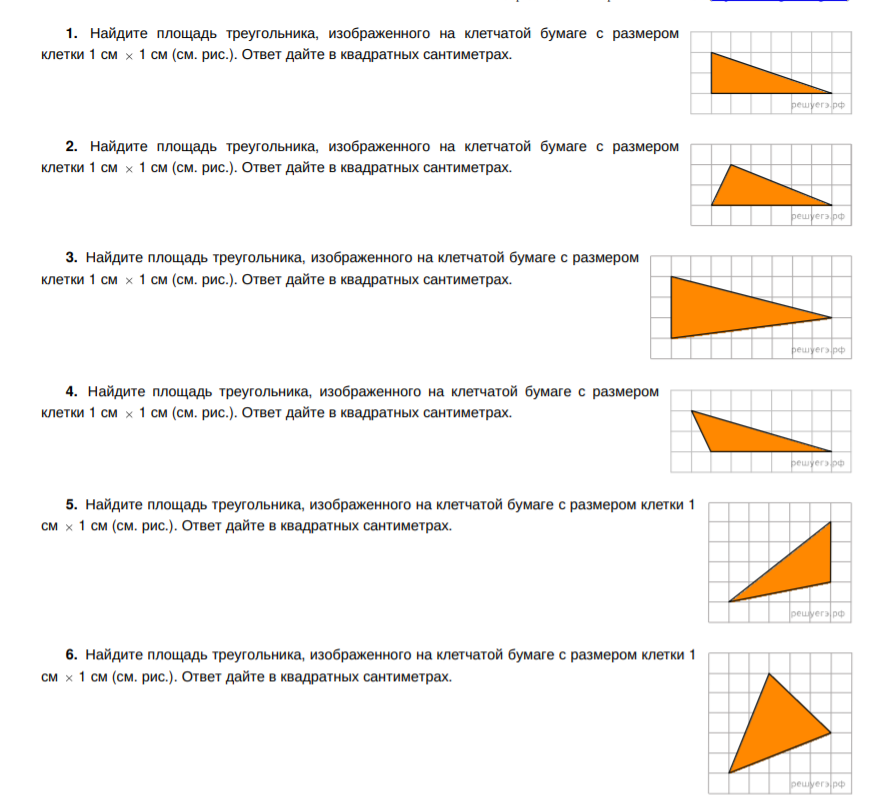 1. Найдите площадь треугольника, изображенного на клетчатой бумаге с размером
клетки 1 см × 1 см (см. рис.). Ответ дайте в квадратных сантиметрах.
решуегэ.рф
2. Найдите площадь треугольника, изображенного на клетчатой бумаге с размером
клетки 1 см × 1 см (см. рис.). Ответ дайте в квадратных сантиметрах.
решуегэ.рф
3. Найдите площадь треугольника, изображенного на клетчатой бумаге с размером
клетки 1 см × 1 см (см. рис.). Ответ дайте в квадратных сантиметрах.
решуегэ.рф
4. Найдите площадь треугольника, изображенного на клетчатой бумаге с размером
клетки 1 см × 1 см (см. рис.). Ответ дайте в квадратных сантиметрах.
решуегэ.рф
5. Найдите площадь треугольника, изображенного на клетчатой бумаге с размером клетки 1
см × 1 см (см. рис.). Ответ дайте в квадратных сантиметрах.
решуегэ.рф
6. Найдите площадь треугольника, изображенного на клетчатой бумаге с размером клетки 1
см × 1 см (см. рис.). Ответ дайте в квадратных сантиметрах.
решуегэ.рф